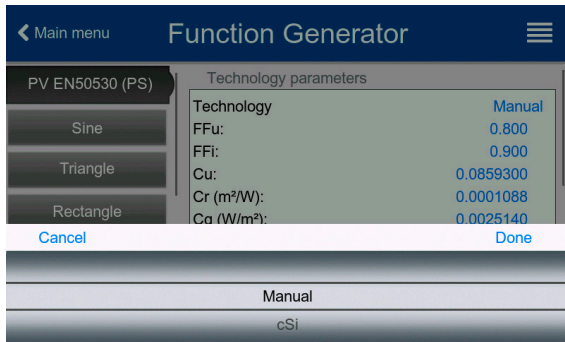 Main menu
Function Generator
PV EN50530 (PS)
Sine
Triangle
Rectangle
Technology parameters
Technology Manual
FFu: 0.800
FFi: 0.900
Cu: 0.0859300
Cr (m²/W): 0.0001088
Cg (W/m²): 0.0025140
Cancel
Done
Manual
cSi